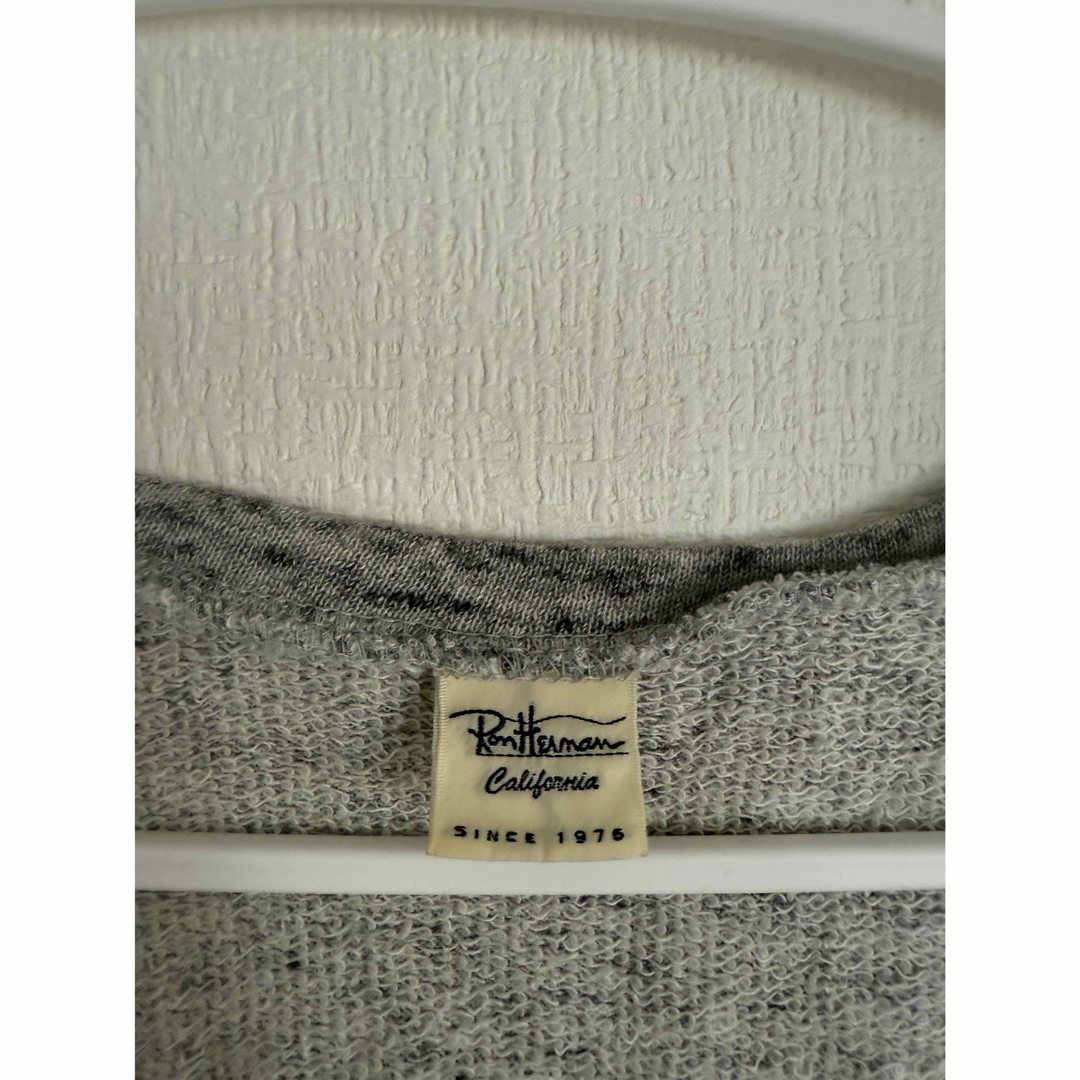 Ron Herman
California
SINCE 1976